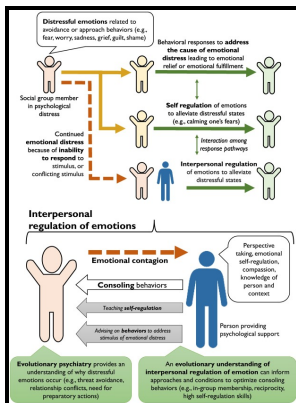 Distressful emotions related to
avoidance or approach behaviors (e.g.,
fear, worry, sadness, grief, guilt, shame)
Behavioral responses to address
the cause of emotional
distress leading to
emotional relief or emotional fulfillment
Social group member
in psychological
distress
Self regulation of emotions
to alleviate distressful states
(e.g., calming one's fears)
Interaction among
response pathways
Continued
emotional distress
because of inability
to respond to
stimulus, or
conflicting stimulus
Interpersonal regulation
of emotions to alleviate
distressful states
Interpersonal
regulation of emotions
Emotional contagion
Perspective
taking, emotional
self-regulation,
compassion,
knowledge of
person and
context
Consoling behaviors
Teaching self-regulation
Advising on behaviors to address
stimulus of emotional distress
Person providing
psychological support
Evolutionary psychiatry provides an
understanding of why distressful
emotions occur (e.g., threat avoidance,
relationship conflicts, need for
preparatory actions)
An evolutionary understanding of
interpersonal regulation of emotion can
inform approaches and conditions to
optimize consoling
behaviors (e.g., in-group membership, reciprocity,
high self-regulation skills)